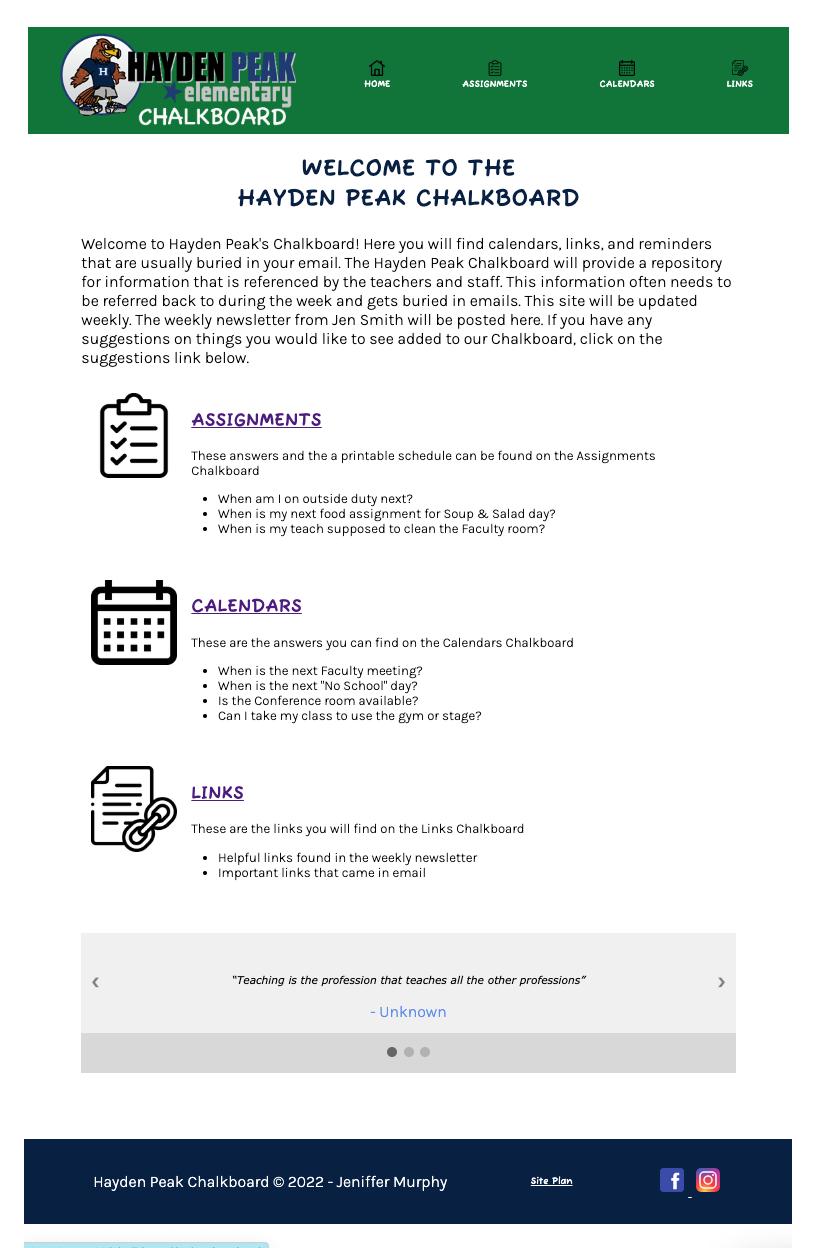 H
HAYDEN PEAK
elementary
CHALKBOARD
HOME
ASSIGNMENTS
CALENDARS
LINKS
WELCOME TO THE
HAYDEN PEAK CHALKBOARD
Welcome to Hayden Peak's Chalkboard! Here you will find calendars, links, and reminders
that are usually buried in your email. The Hayden Peak Chalkboard will provide a repository
for information that is referenced by the teachers and staff. This information often needs to
be referred back to during the week and gets buried in emails. This site will be updated
weekly. The weekly newsletter from Jen Smith will be posted here. If you have any
suggestions on things you would like to see added to our Chalkboard, click on the
suggestions link below.
ASSIGNMENTS
These answers and the a printable schedule can be found on the Assignments
Chalkboard
• When am I on outside duty next?
• When is my next food assignment for Soup & Salad day?
• When is my teach supposed to clean the Faculty room?
CALENDARS
These are the answers you can find on the Calendars Chalkboard
• When is the next Faculty meeting?
• When is the next "No School" day?
• Is the Conference room available?
• Can I take my class to use the gym or stage?
LINKS
These are the links you will find on the Links Chalkboard
• Helpful links found in the weekly newsletter
• Important links that came in email
❮
“Teaching is the profession that teaches all the other professions”
❯
- Unknown
Hayden Peak Chalkboard © 2022 - Jeniffer Murphy
Site Plan